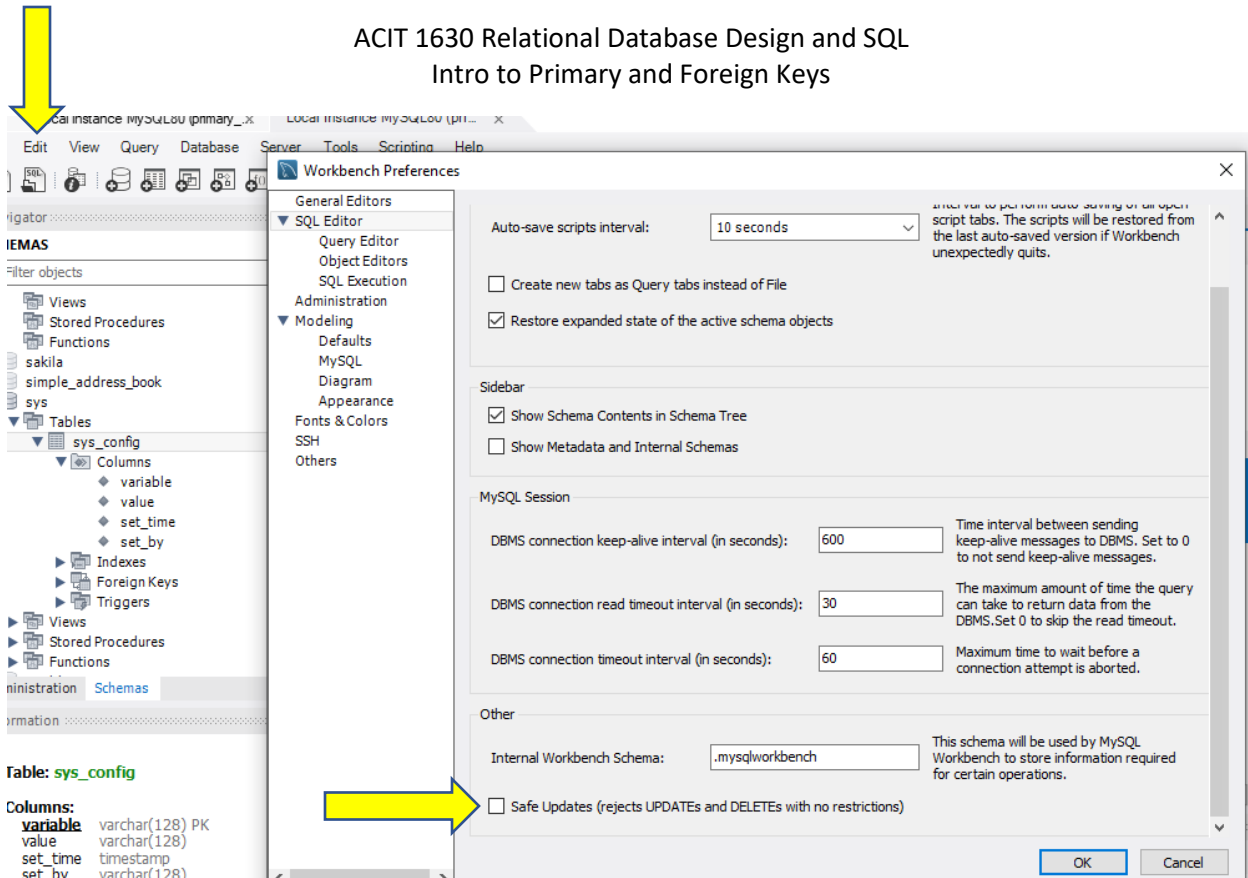 ACIT 1630 Relational Database Design and SQL
Intro to Primary and Foreign Keys
Edit View Query Database Server Tools Scripting Help
SCHEMAS
Filter objects
Views
Stored Procedures
Functions
sakila
simple_address_book
sys
Tables
sys_config
Columns
variable
value
set_time
set_by
Indexes
Foreign Keys
Triggers
Views
Stored Procedures
Functions
Schemas
Table: sys_config
Columns:
variable varchar(128) PK
value varchar(128)
set_time timestamp
set_by varchar(128)
Workbench Preferences
General Editors
SQL Editor
Query Editor
Object Editors
SQL Execution
Administration
Modeling
Defaults
MySQL
Diagram
Appearance
Fonts & Colors
SSH
Others
Auto-save scripts interval: 10 seconds
Interval to perform auto-saving of all open
script tabs. The scripts will be restored from
the last auto-saved version if Workbench
unexpectedly quits.
Create new tabs as Query tabs instead of File
Restore expanded state of the active schema objects
Sidebar
Show Schema Contents in Schema Tree
Show Metadata and Internal Schemas
MySQL Session
DBMS connection keep-alive interval (in seconds): 600
Time interval between sending
keep-alive messages to DBMS. Set to 0
to not send keep-alive messages.
DBMS connection read timeout interval (in seconds): 30
The maximum amount of time the query
can take to return data from the
DBMS.Set 0 to skip the read timeout.
DBMS connection timeout interval (in seconds): 60
Maximum time to wait before a
connection attempt is aborted.
Other
Internal Workbench Schema: .mysqlworkbench
This schema will be used by MySQL
Workbench to store information required
for certain operations.
Safe Updates (rejects UPDATEs and DELETEs with no restrictions)
OK Cancel